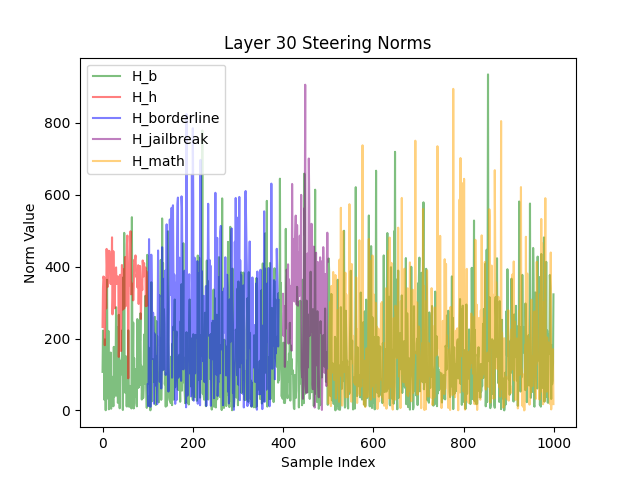 Layer 30 Steering Norms
H_b
H_h
H_borderline
H_jailbreak
H_math
Norm Value
800
600
400
200
0
0 200 400 600 800 1000
Sample Index